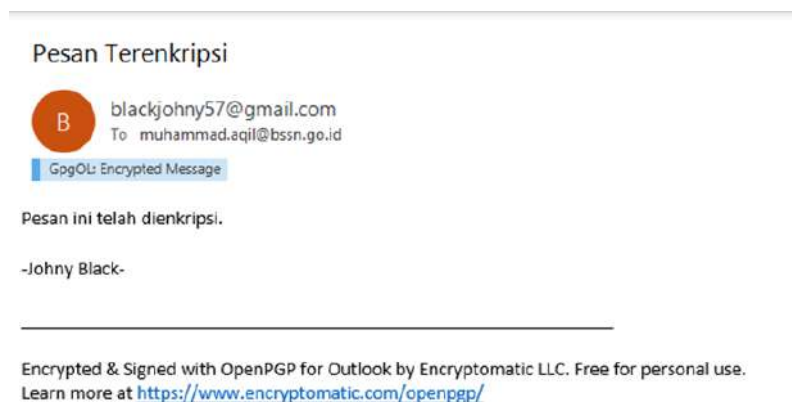 Pesan Terenkripsi
B
blackjohny57@gmail.com
To muhammad.aqil@bssn.go.id
GpgOL: Encrypted Message
Pesan ini telah dienkripsi.
-Johny Black-
Encrypted & Signed with OpenPGP for Outlook by Encryptomatic LLC. Free for personal use.
Learn more at https://www.encryptomatic.com/openpgp/